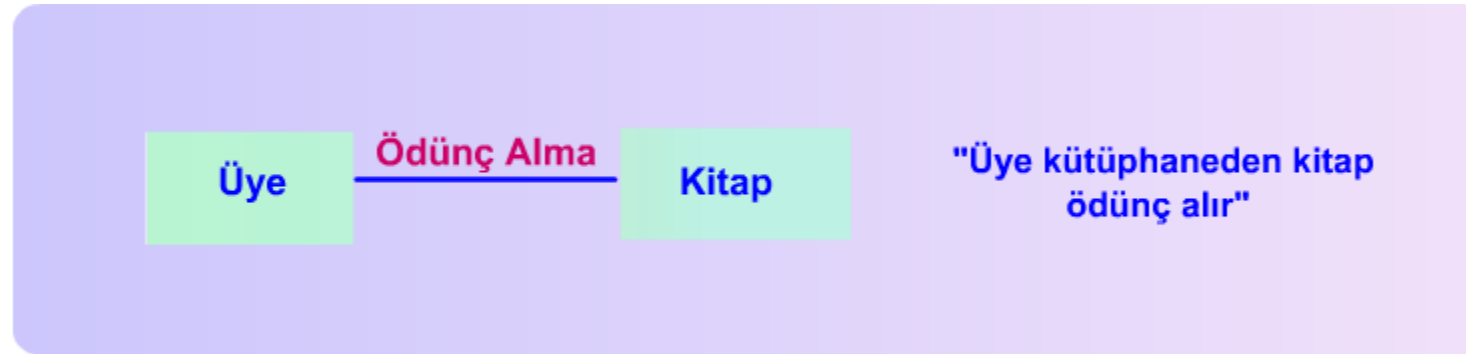 Üye
Ödünç Alma
Kitap
"Üye kütüphaneden kitap
ödünç alır"